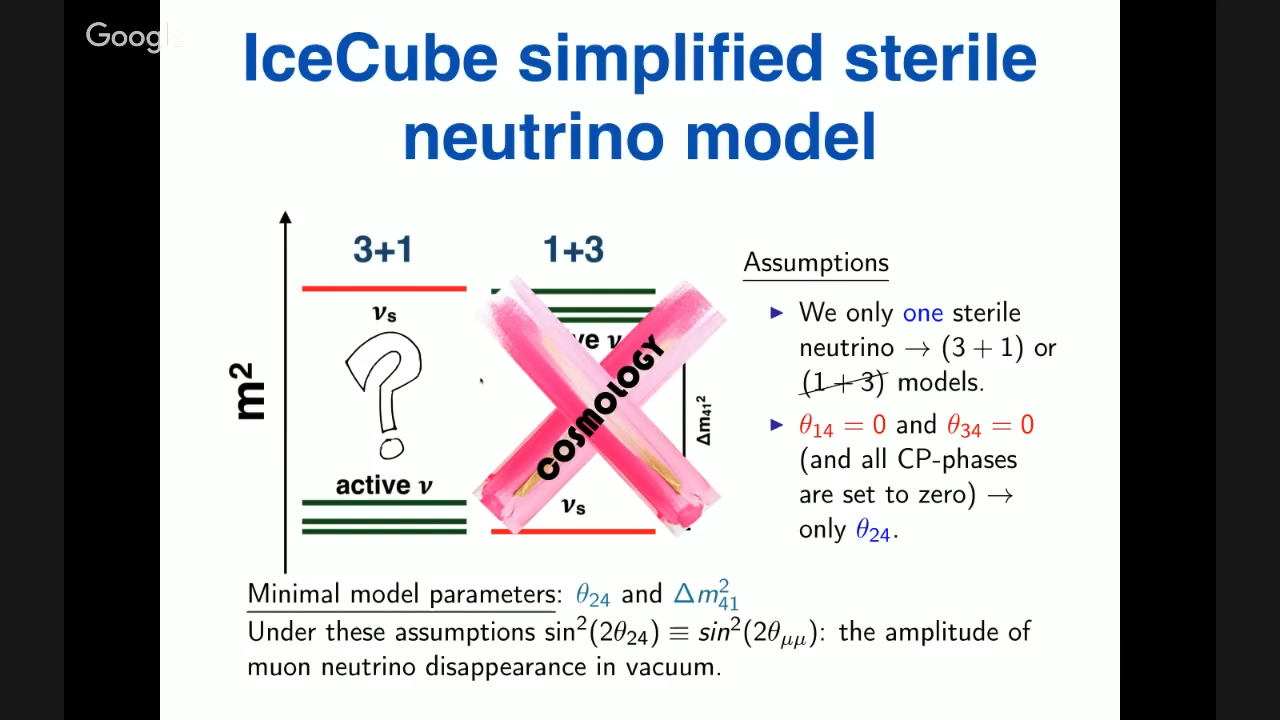 Google
IceCube simplified sterile
neutrino model
m²
3+1
νs
active ν
1+3
ve ν
COSMOLOGY
νs
Δm₄₁²
Assumptions
▶ We only one sterile
neutrino → (3 + 1) or
(1 + 3) models.
▶ θ₁₄ = 0 and θ₃₄ = 0
(and all CP-phases
are set to zero) →
only θ₂₄.
Minimal model parameters: θ₂₄ and Δm²₄₁
Under these assumptions sin²(2θ₂₄) ≡ sin²(2θμμ): the amplitude of
muon neutrino disappearance in vacuum.